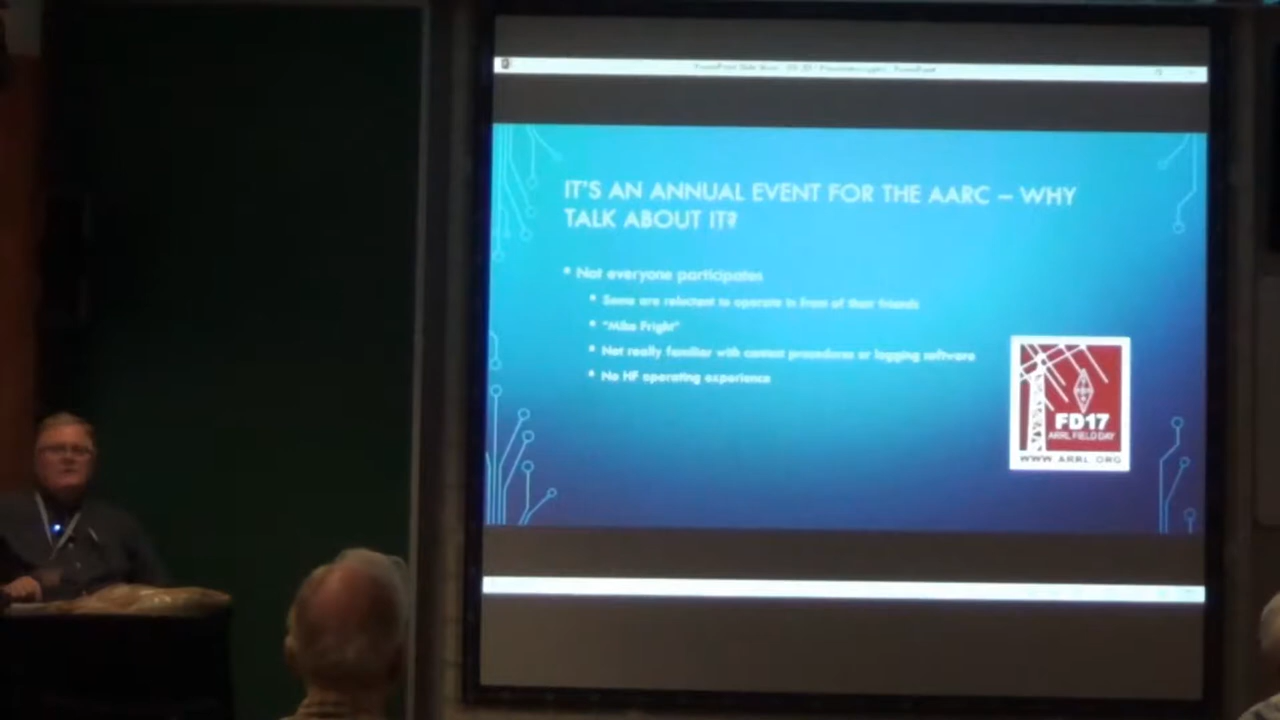 IT'S AN ANNUAL EVENT FOR THE AARC – WHY
TALK ABOUT IT?
• Not everyone participates
• Some are reluctant to operate in front of their friends
• "Mike Fright"
• Not really familiar with contest procedures or logging software
• No HF operating experience
FD17
ARRL FIELD DAY
WWW.ARRL.ORG